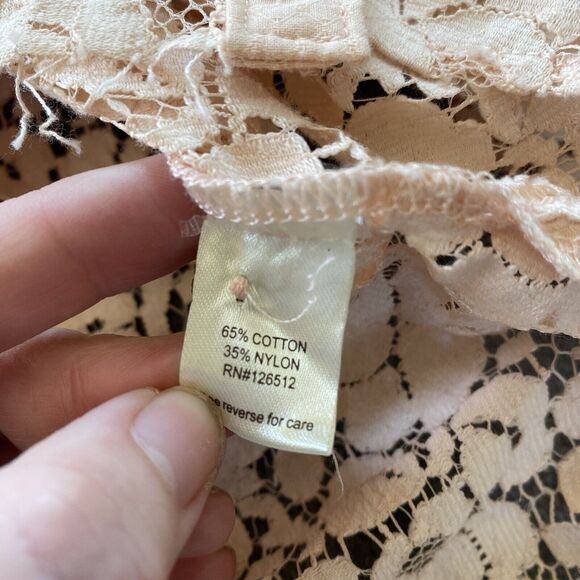 65% COTTON
35% NYLON
RN#126512
reverse for care